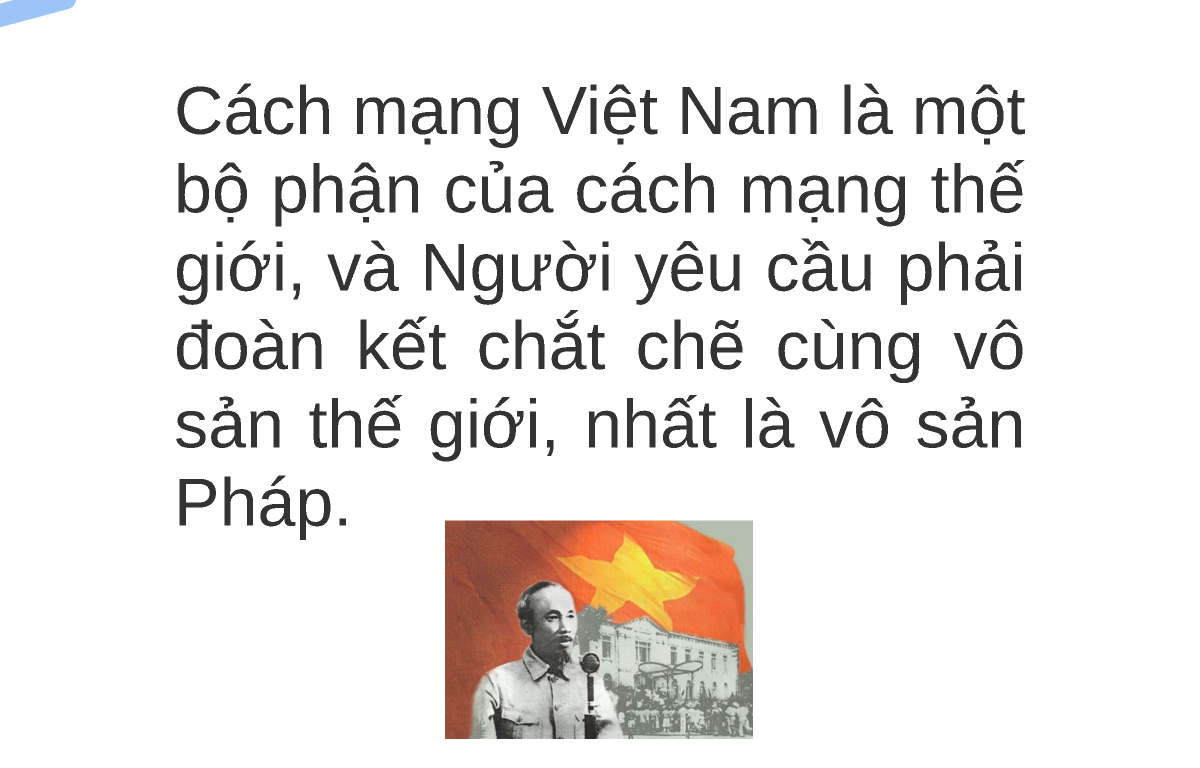 Cách mạng Việt Nam là một
bộ phận của cách mạng thế
giới, và Người yêu cầu phải
đoàn kết chắt chẽ cùng vô
sản thế giới, nhất là vô sản
Pháp.